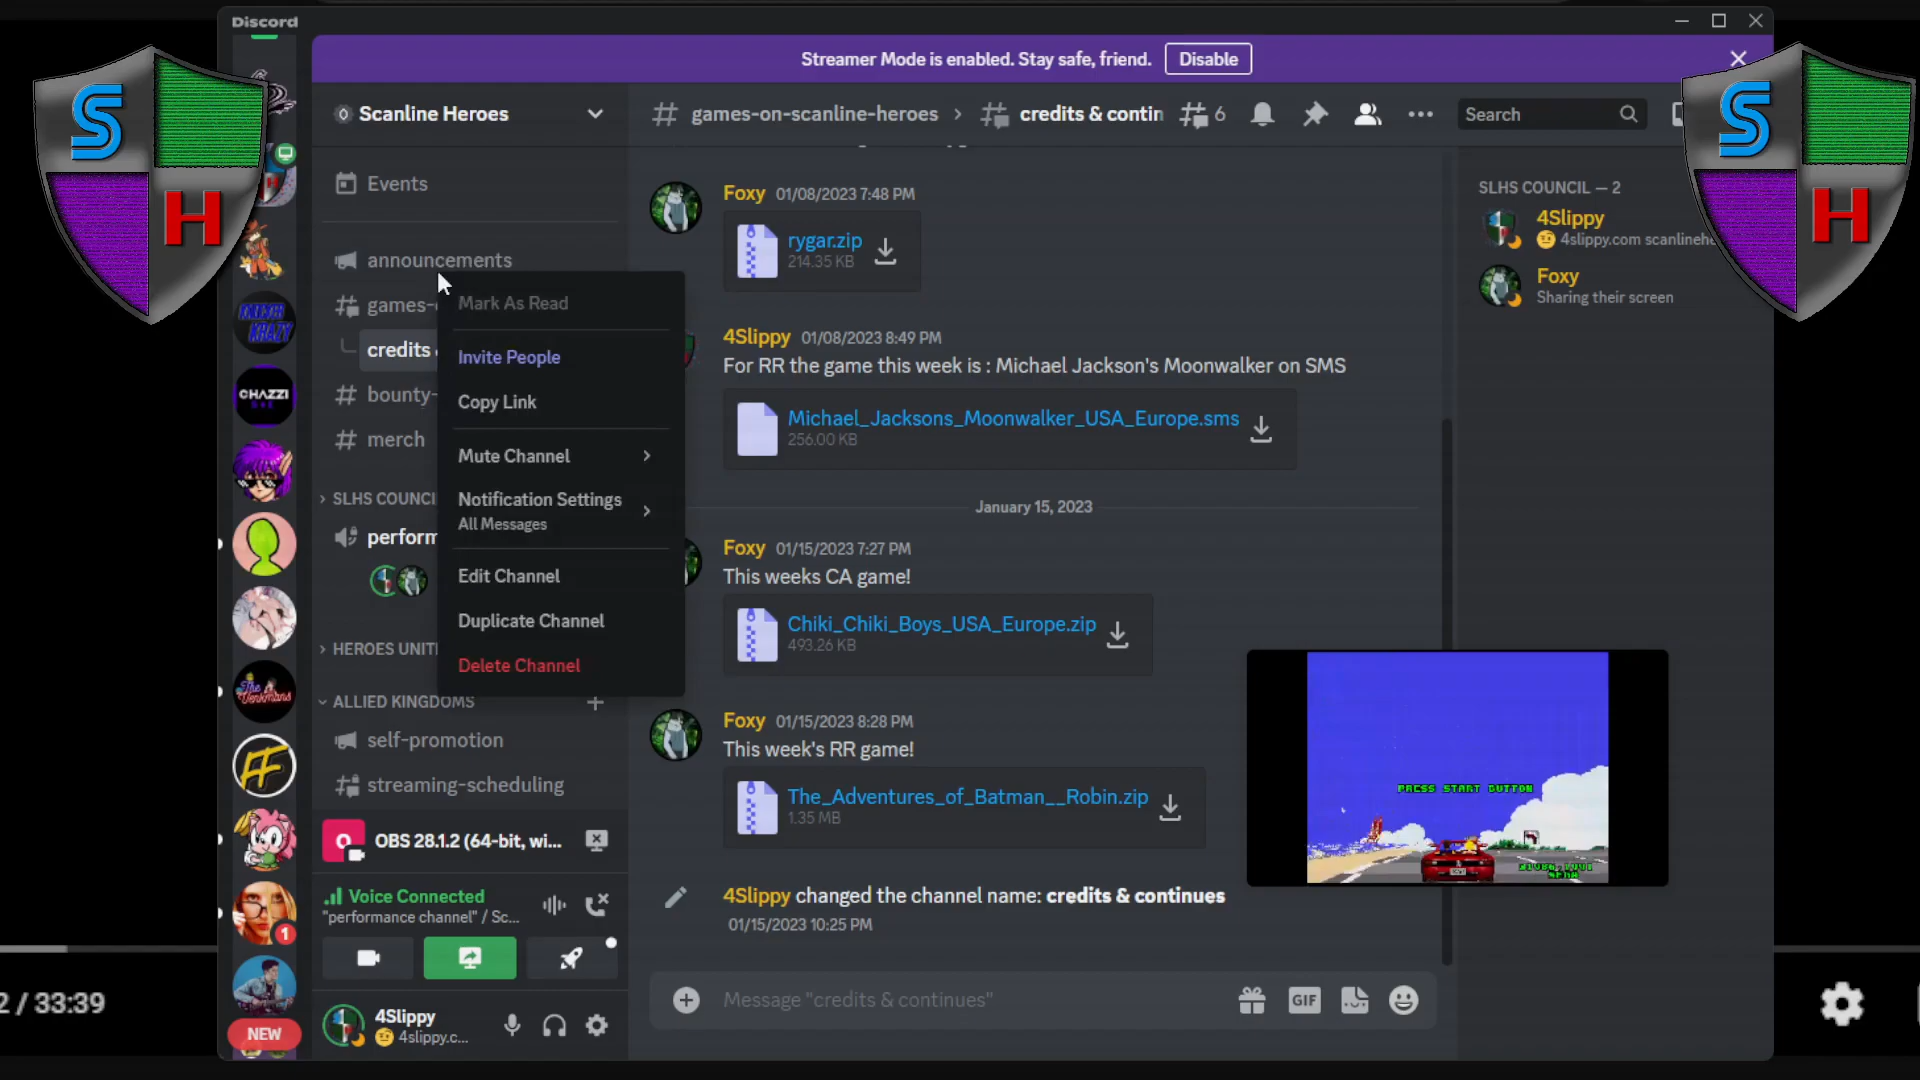 Discord
Streamer Mode is enabled. Stay safe, friend.
Disable
S
H
S
H
Scanline Heroes
games-on-scanline-heroes
credits & contin
6
Search
Events
announcements
games-
credits
bounty-
merch
SLHS COUNCI
perform
HEROES UNIT
ALLIED KINGDOMS
self-promotion
streaming-scheduling
Mark As Read
Invite People
Copy Link
Mute Channel
Notification Settings
All Messages
Edit Channel
Duplicate Channel
Delete Channel
Foxy 01/08/2023 7:48 PM
rygar.zip
214.35 KB
4Slippy 01/08/2023 8:49 PM
For RR the game this week is : Michael Jackson's Moonwalker on SMS
Michael_Jacksons_Moonwalker_USA_Europe.sms
256.00 KB
January 15, 2023
Foxy 01/15/2023 7:27 PM
This weeks CA game!
Chiki_Chiki_Boys_USA_Europe.zip
493.26 KB
Foxy 01/15/2023 8:28 PM
This week's RR game!
The_Adventures_of_Batman__Robin.zip
1.35 MB
4Slippy changed the channel name: credits & continues
01/15/2023 10:25 PM
Message "credits & continues"
GIF
SLHS COUNCIL — 2
4Slippy
4slippy.com scanlinehe
Foxy
Sharing their screen
PRESS START BUTTON
SEGA
CHAZZI
The
Venkmans
FF
1
NEW
OBS 28.1.2 (64-bit, wi...
Voice Connected
"performance channel" / Sc...
4Slippy
4slippy.c...
2 / 33:39